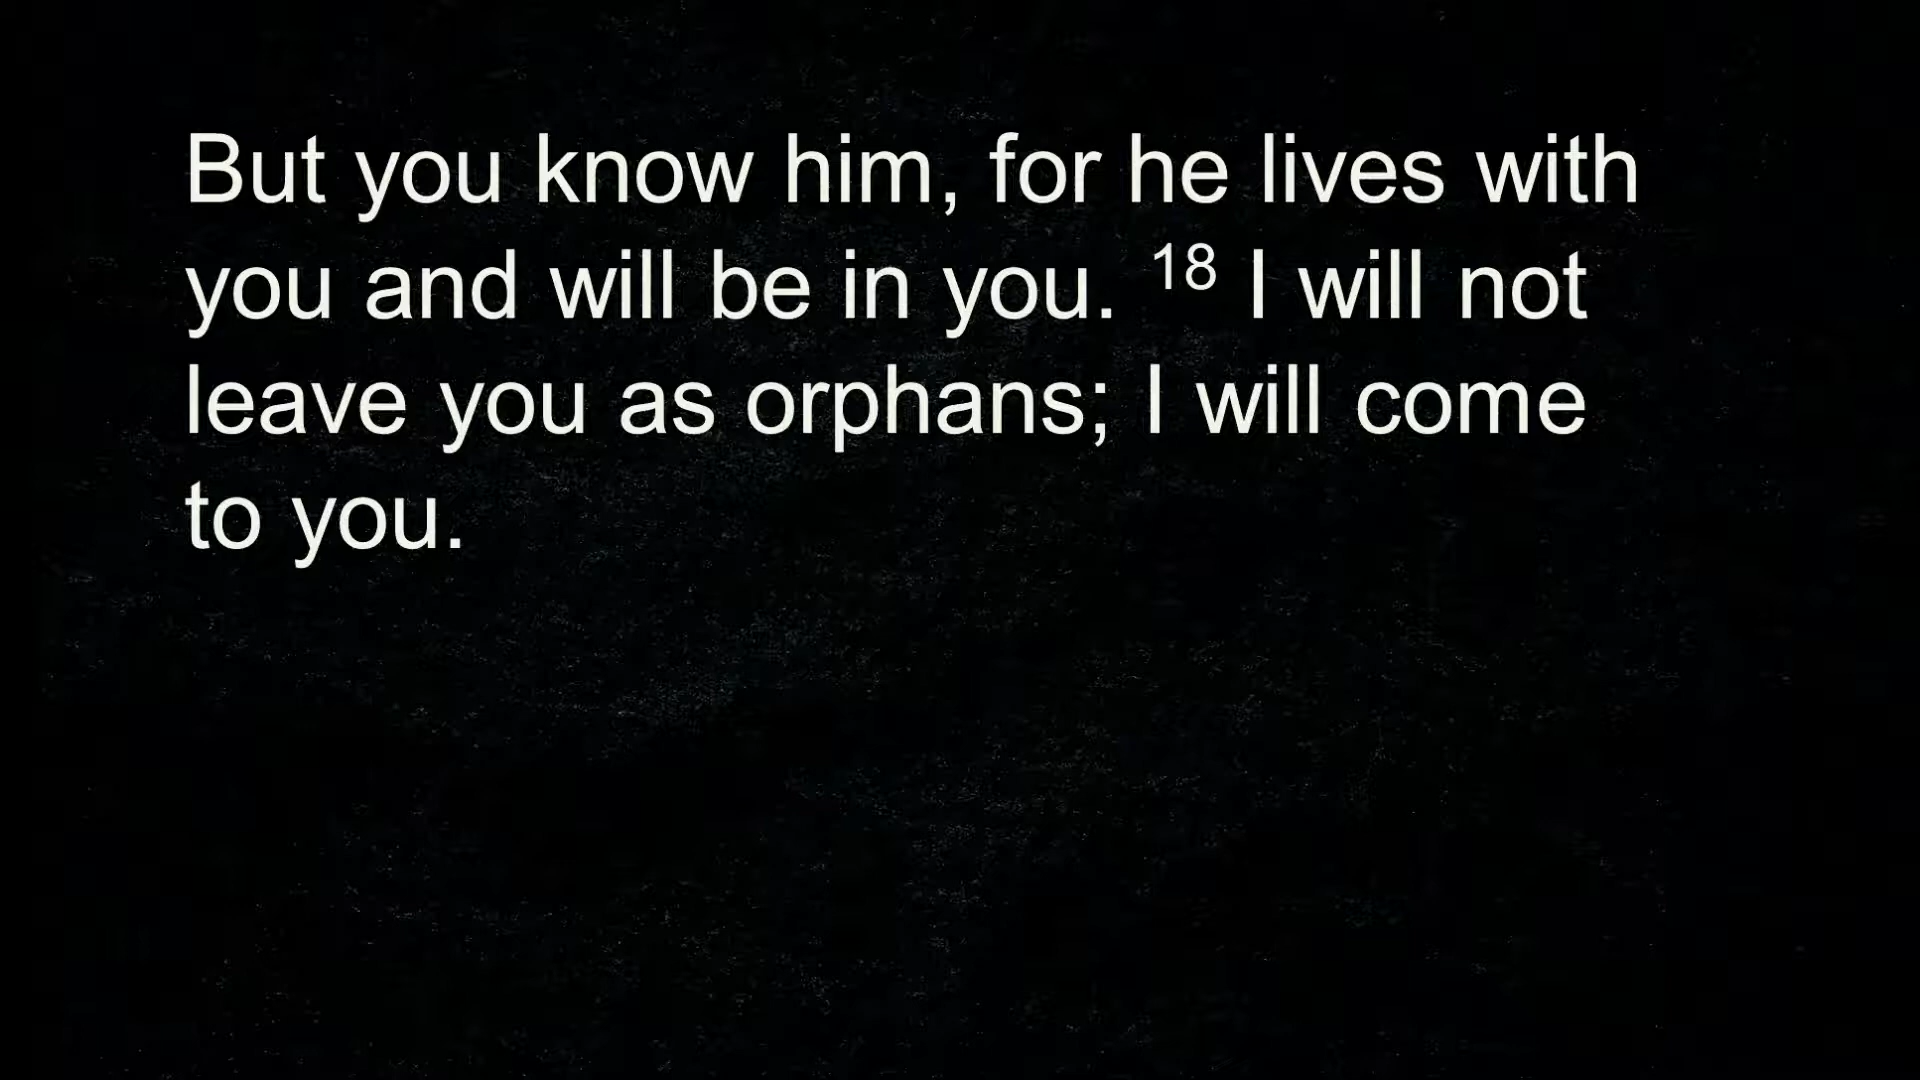 But you know him, for he lives with
you and will be in you. 18 I will not
leave you as orphans; I will come
to you.